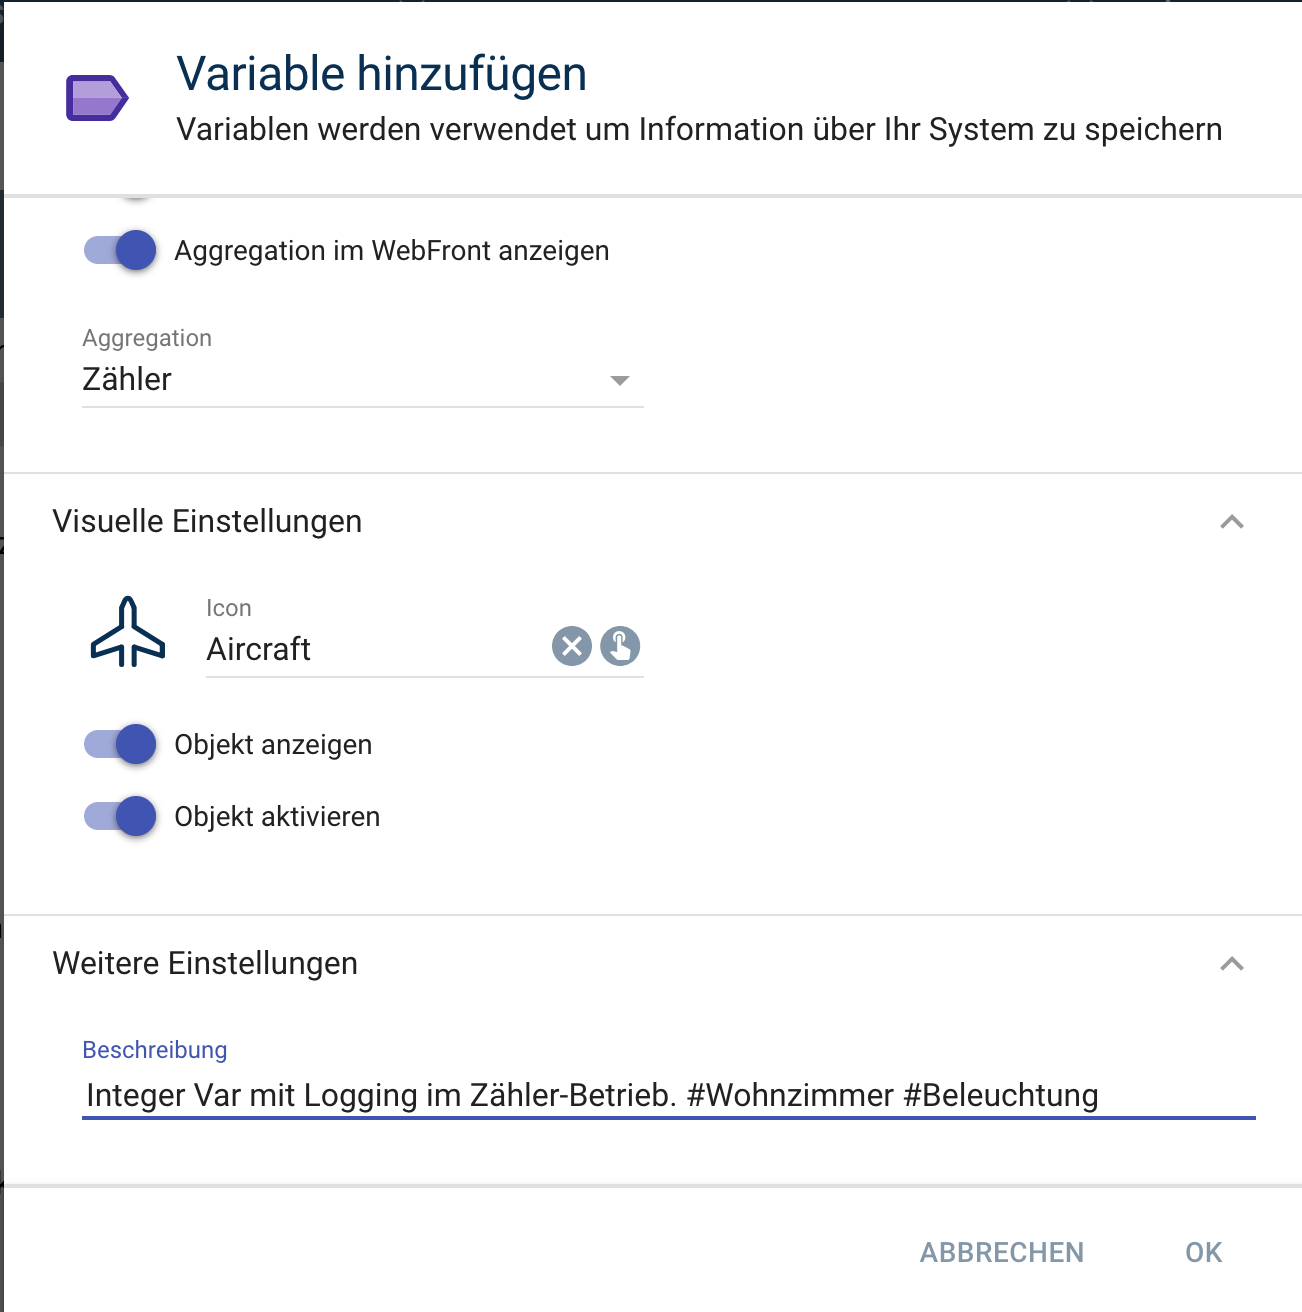 Variable hinzufügen
Variablen werden verwendet um Information über Ihr System zu speichern
Aggregation im WebFront anzeigen
Aggregation
Zähler
Visuelle Einstellungen
Icon
Aircraft
Objekt anzeigen
Objekt aktivieren
Weitere Einstellungen
Beschreibung
Integer Var mit Logging im Zähler-Betrieb. #Wohnzimmer #Beleuchtung
ABBRECHEN OK